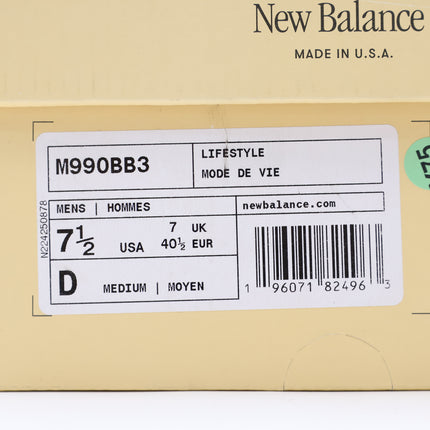 New Balance
MADE IN U.S.A.
M990BB3
LIFESTYLE
MODE DE VIE
MENS | HOMMES
newbalance.com
7½ USA
7 UK
40½ EUR
D
MEDIUM | MOYEN
1 96071 82496 3
N224250878